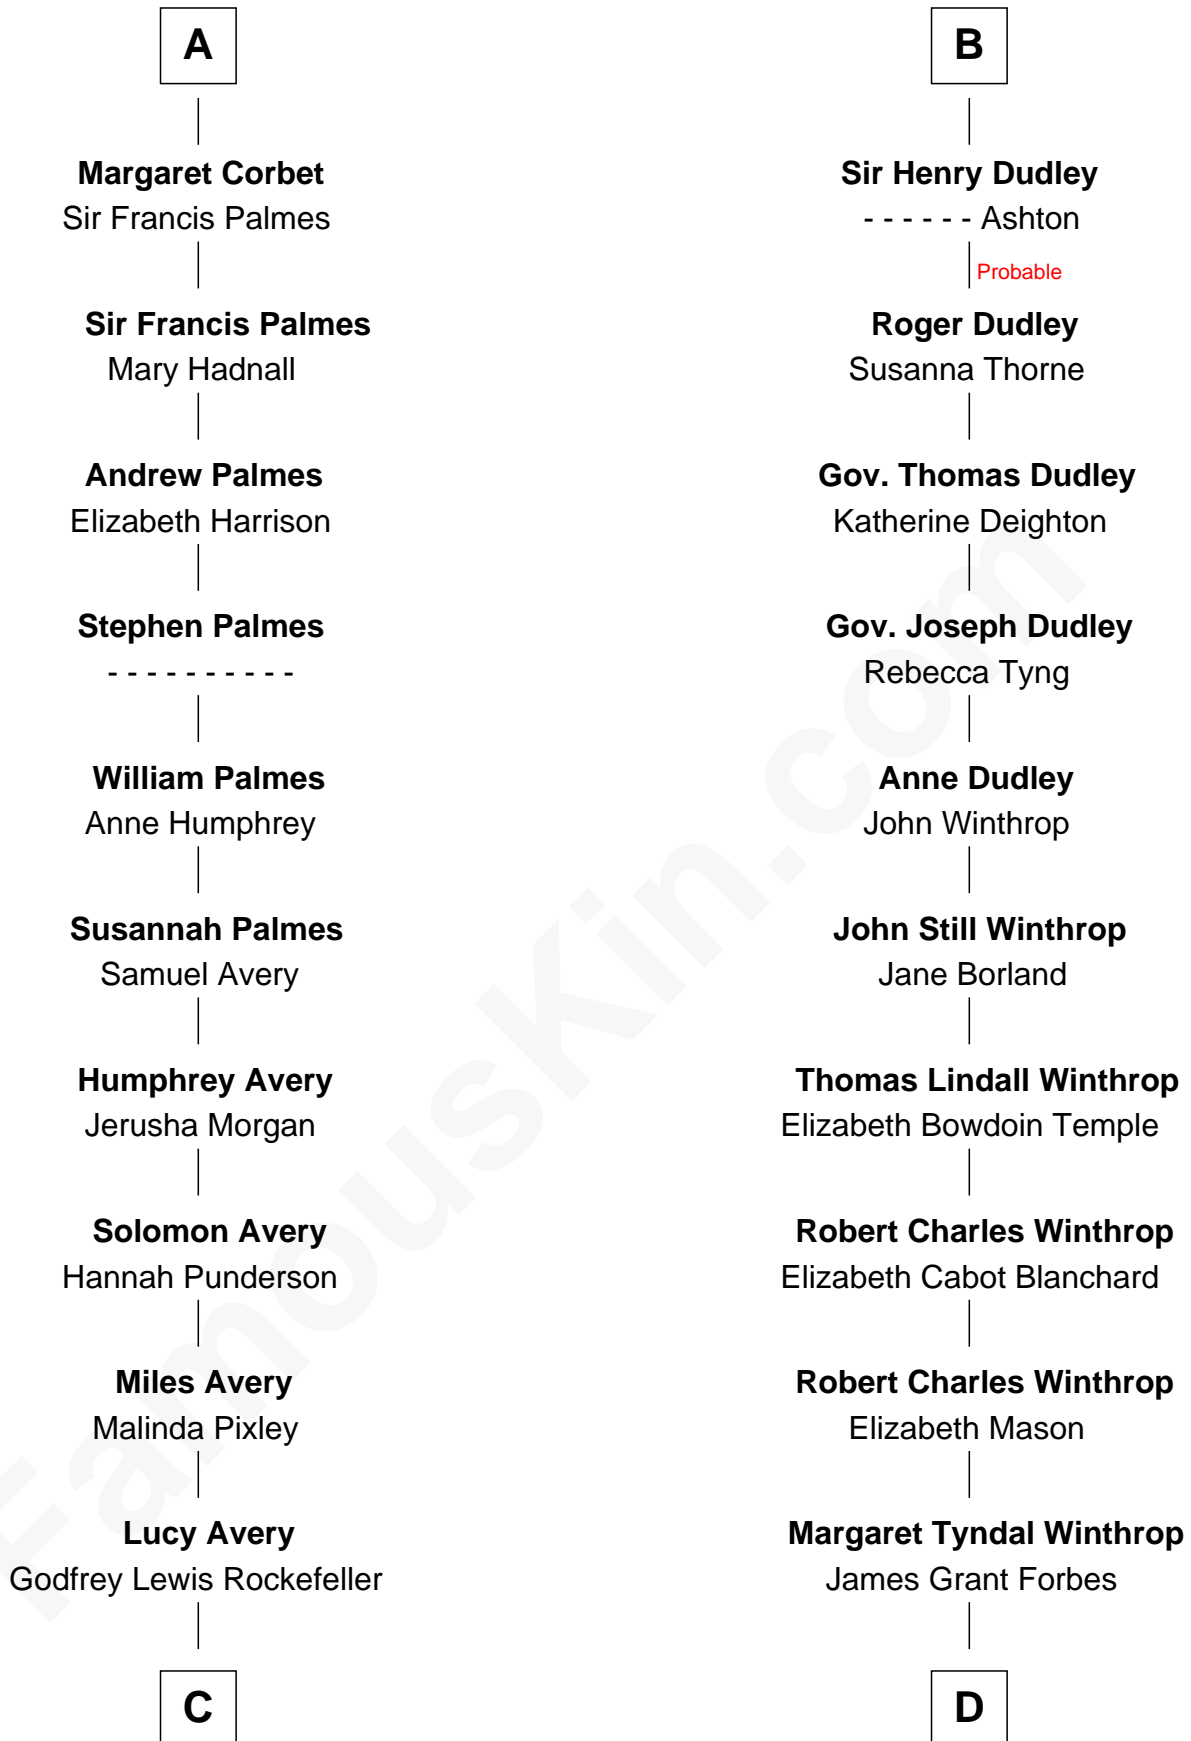 A
Margaret Corbet
Sir Francis Palmes
Sir Francis Palmes
Mary Hadnall
Andrew Palmes
Elizabeth Harrison
Stephen Palmes
- - - - - - - - - -
William Palmes
Anne Humphrey
Susannah Palmes
Samuel Avery
Humphrey Avery
Jerusha Morgan
Solomon Avery
Hannah Punderson
Miles Avery
Malinda Pixley
Lucy Avery
Godfrey Lewis Rockefeller
C
B
Sir Henry Dudley
- - - - - - Ashton
Probable
Roger Dudley
Susanna Thorne
Gov. Thomas Dudley
Katherine Deighton
Gov. Joseph Dudley
Rebecca Tyng
Anne Dudley
John Winthrop
John Still Winthrop
Jane Borland
Thomas Lindall Winthrop
Elizabeth Bowdoin Temple
Robert Charles Winthrop
Elizabeth Cabot Blanchard
Robert Charles Winthrop
Elizabeth Mason
Margaret Tyndal Winthrop
James Grant Forbes
D
FamousKin.com